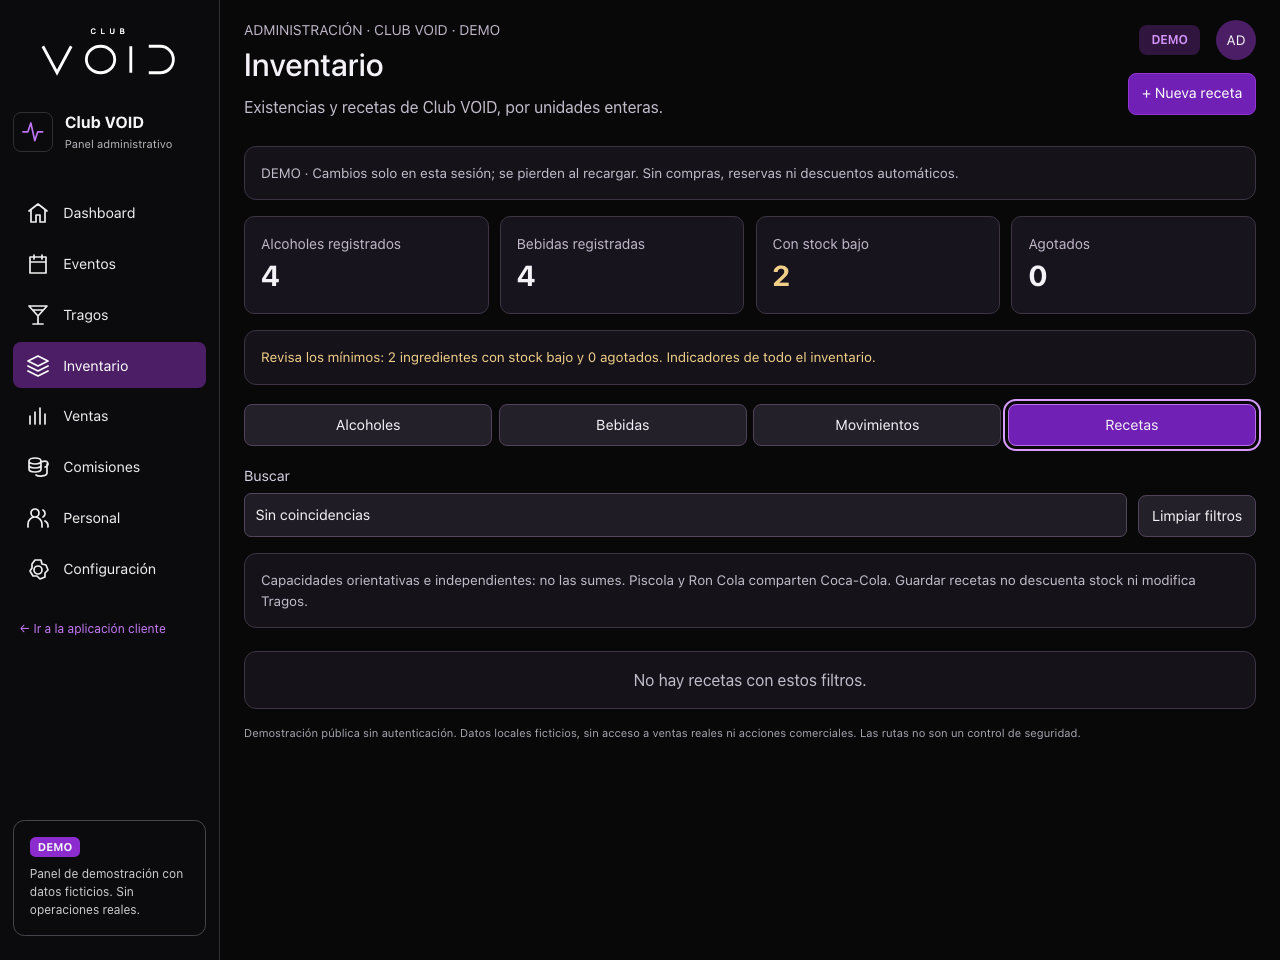 CLUB
VOID
Club VOID
Panel administrativo
Dashboard
Eventos
Tragos
Inventario
Ventas
Comisiones
Personal
Configuración
← Ir a la aplicación cliente
DEMO
Panel de demostración con
datos ficticios. Sin
operaciones reales.
ADMINISTRACIÓN · CLUB VOID · DEMO
Inventario
Existencias y recetas de Club VOID, por unidades enteras.
DEMO
AD
+ Nueva receta
DEMO · Cambios solo en esta sesión; se pierden al recargar. Sin compras, reservas ni descuentos automáticos.
Alcoholes registrados
4
Bebidas registradas
4
Con stock bajo
2
Agotados
0
Revisa los mínimos: 2 ingredientes con stock bajo y 0 agotados. Indicadores de todo el inventario.
Alcoholes
Bebidas
Movimientos
Recetas
Buscar
Sin coincidencias
Limpiar filtros
Capacidades orientativas e independientes: no las sumes. Piscola y Ron Cola comparten Coca-Cola. Guardar recetas no descuenta stock ni modifica
Tragos.
No hay recetas con estos filtros.
Demostración pública sin autenticación. Datos locales ficticios, sin acceso a ventas reales ni acciones comerciales. Las rutas no son un control de seguridad.